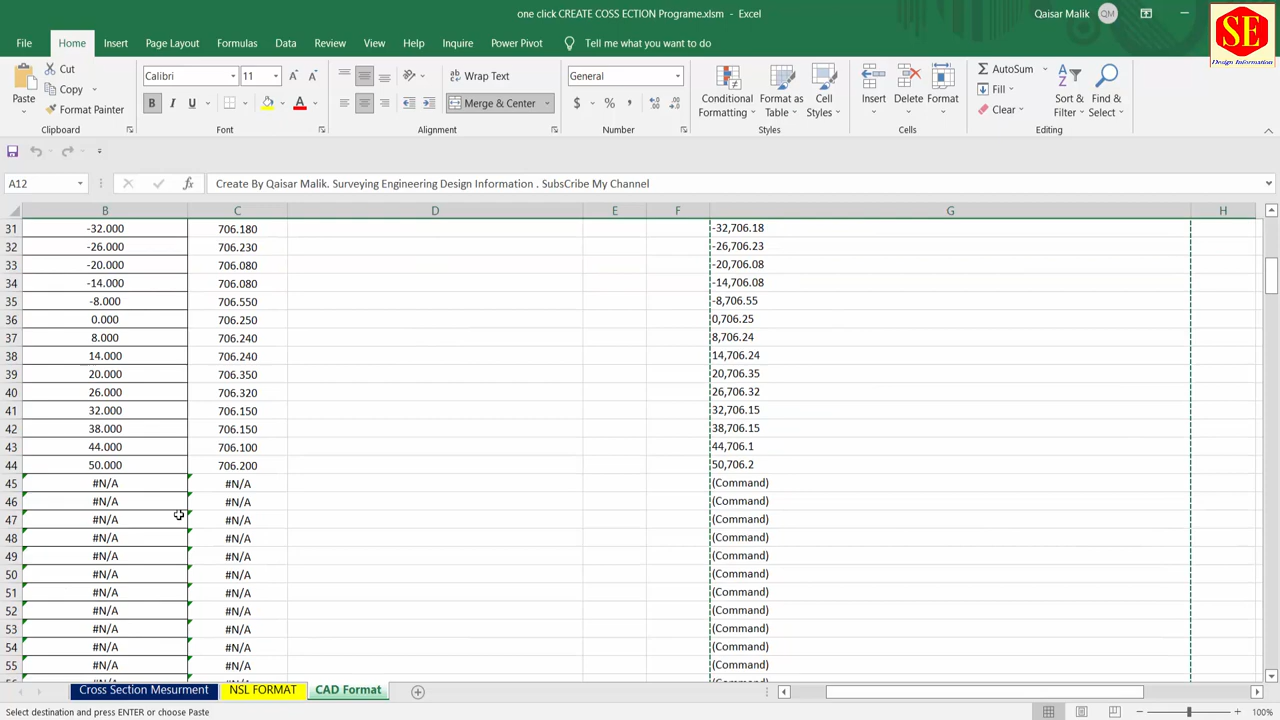 one click CREATE COSS ECTION Programe.xlsm - Excel
Qaisar Malik QM
SE
Design Information
File Home Insert Page Layout Formulas Data Review View Help Inquire Power Pivot Tell me what you want to do
Cut
Copy
Format Painter
Paste
Clipboard
Calibri 11
B I U A
Font
Wrap Text
Merge & Center
Alignment
General
$ % ,
Number
Conditional Formatting
Format as Table
Cell Styles
Styles
Insert Delete Format
Cells
AutoSum
Fill
Clear
Sort & Filter
Find & Select
Editing
A12 fx Create By Qaisar Malik. Surveying Engineering Design Information . SubsCribe My Channel
B C D E F G H
31 -32.000 706.180 -32,706.18
32 -26.000 706.230 -26,706.23
33 -20.000 706.080 -20,706.08
34 -14.000 706.080 -14,706.08
35 -8.000 706.550 -8,706.55
36 0.000 706.250 0,706.25
37 8.000 706.240 8,706.24
38 14.000 706.240 14,706.24
39 20.000 706.350 20,706.35
40 26.000 706.320 26,706.32
41 32.000 706.150 32,706.15
42 38.000 706.150 38,706.15
43 44.000 706.100 44,706.1
44 50.000 706.200 50,706.2
45 #N/A #N/A (Command)
46 #N/A #N/A (Command)
47 #N/A #N/A (Command)
48 #N/A #N/A (Command)
49 #N/A #N/A (Command)
50 #N/A #N/A (Command)
51 #N/A #N/A (Command)
52 #N/A #N/A (Command)
53 #N/A #N/A (Command)
54 #N/A #N/A (Command)
55 #N/A #N/A (Command)
Cross Section Mesurment NSL FORMAT CAD Format
Select destination and press ENTER or choose Paste
100%